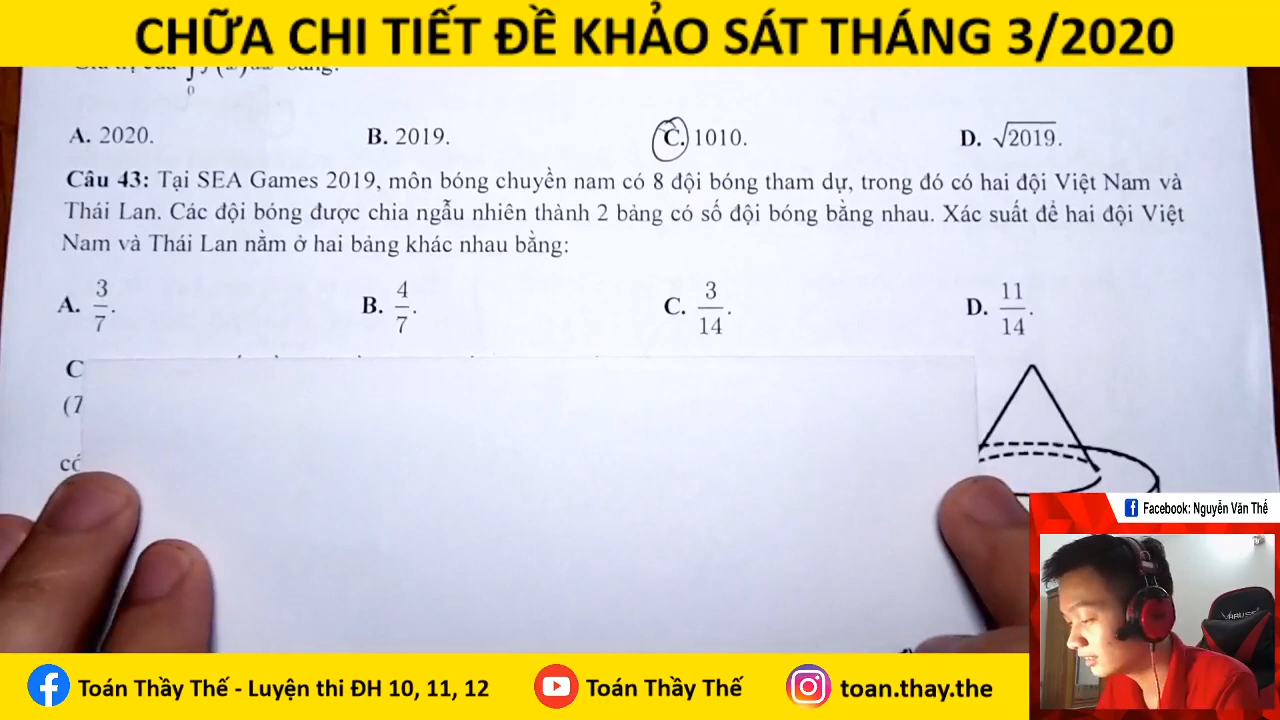 CHỮA CHI TIẾT ĐỀ KHẢO SÁT THÁNG 3/2020
A. 2020. B. 2019. C. 1010. D. √2019.
Câu 43: Tại SEA Games 2019, môn bóng chuyền nam có 8 đội bóng tham dự, trong đó có hai đội Việt Nam và
Thái Lan. Các đội bóng được chia ngẫu nhiên thành 2 bảng có số đội bóng bằng nhau. Xác suất để hai đội Việt
Nam và Thái Lan nằm ở hai bảng khác nhau bằng:
A. 3/7. B. 4/7. C. 3/14. D. 11/14.
C
(7
có
Facebook: Nguyễn Văn Thế
Toán Thầy Thế - Luyện thi ĐH 10, 11, 12 Toán Thầy Thế toan.thay.the